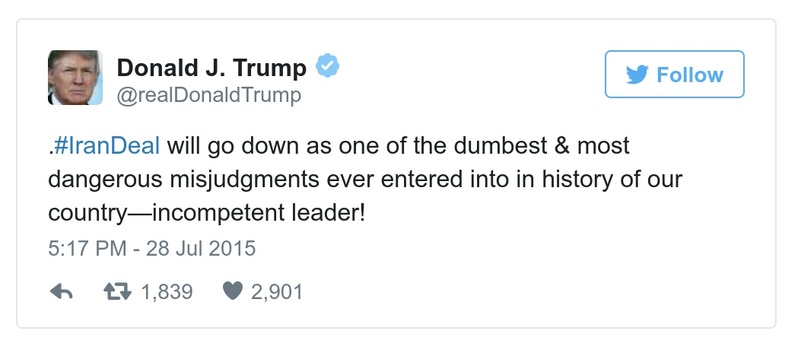 Donald J. Trump
@realDonaldTrump
Follow
.#IranDeal will go down as one of the dumbest & most
dangerous misjudgments ever entered into in history of our
country—incompetent leader!
5:17 PM - 28 Jul 2015
1,839 2,901